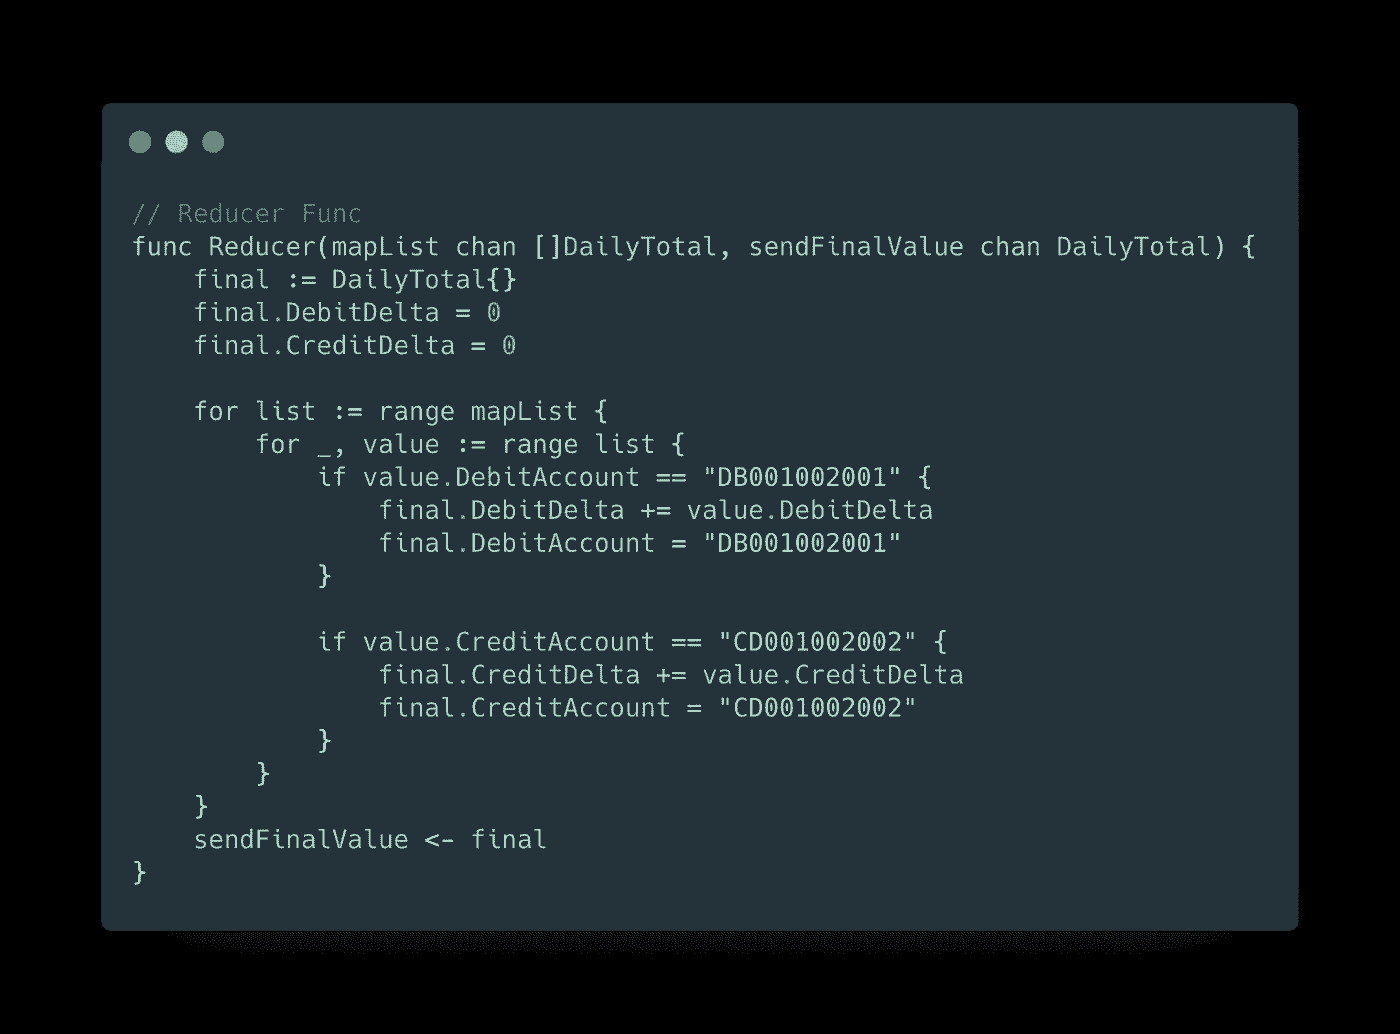 // Reducer Func
func Reducer(mapList chan []DailyTotal, sendFinalValue chan DailyTotal) {
    final := DailyTotal{}
    final.DebitDelta = 0
    final.CreditDelta = 0

    for list := range mapList {
        for _, value := range list {
            if value.DebitAccount == "DB001002001" {
                final.DebitDelta += value.DebitDelta
                final.DebitAccount = "DB001002001"
            }

            if value.CreditAccount == "CD001002002" {
                final.CreditDelta += value.CreditDelta
                final.CreditAccount = "CD001002002"
            }
        }
    }
    sendFinalValue <- final
}